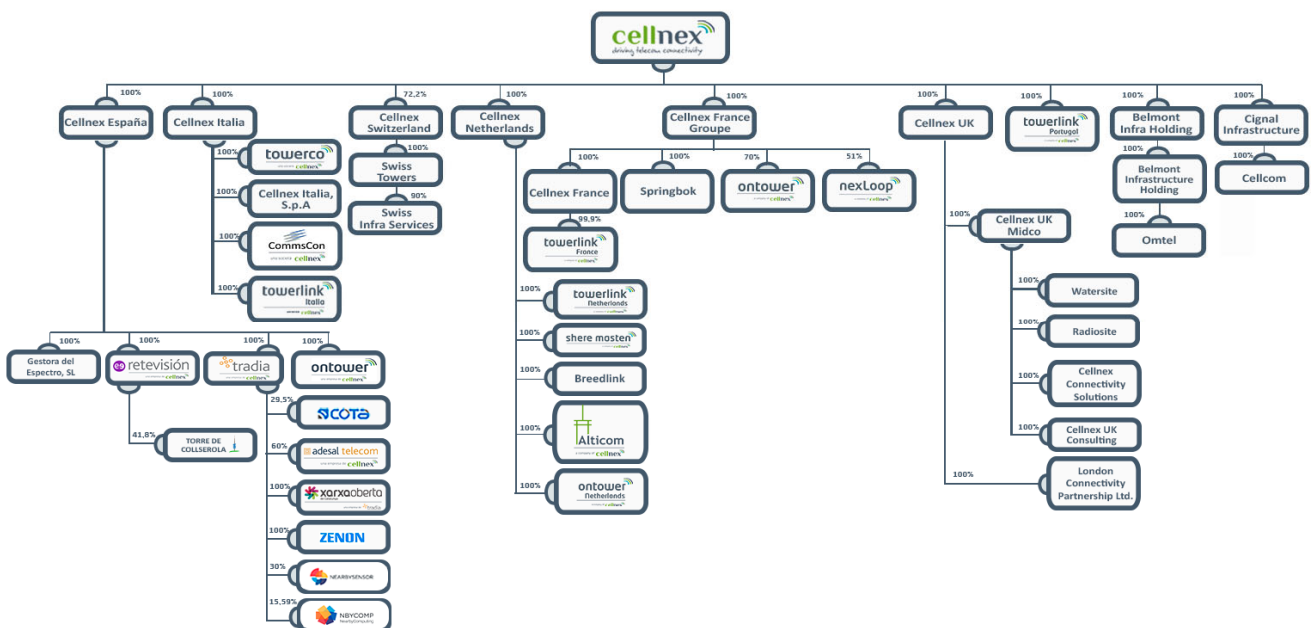 cellnex
driving telecom connectivity
100%
100%
72,2%
100%
100%
100%
100%
100%
100%
Cellnex España
Cellnex Italia
Cellnex
Switzerland
Cellnex
Netherlands
Cellnex France
Groupe
Cellnex UK
towerlink
Portugal
Belmont
Infra Holding
Cignal
Infrastructure
100%
towerco
cellnex
100%
Cellnex Italia,
S.p.A
100%
CommsCon
cellnex
100%
towerlink
Italia
cellnex
100%
Swiss
Towers
90%
Swiss
Infra Services
100%
100%
70%
51%
Cellnex France
Springbok
ontower
cellnex
nexLoop
cellnex
99,9%
towerlink
France
cellnex
100%
towerlink
Netherlands
cellnex
100%
shere masten
cellnex
100%
Breedlink
100%
Alticom
cellnex
100%
ontower
Netherlands
cellnex
100%
Cellnex UK
Midco
100%
Watersite
100%
Radiosite
100%
Cellnex
Connectivity
Solutions
100%
Cellnex UK
Consulting
100%
London
Connectivity
Partnership Ltd.
100%
Belmont
Infrastructure
Holding
100%
Omtel
100%
Cellcom
100%
100%
100%
100%
Gestora del
Espectro, SL
retevisión
cellnex
tradia
cellnex
ontower
cellnex
41,8%
TORRE DE
COLLSEROLA
29,5%
COTA
60%
adesal telecom
cellnex
100%
xarxaoberta
tradia
100%
ZENON
30%
NEARBYSENSOR
15,59%
NBYCOMP
NearbyComputing